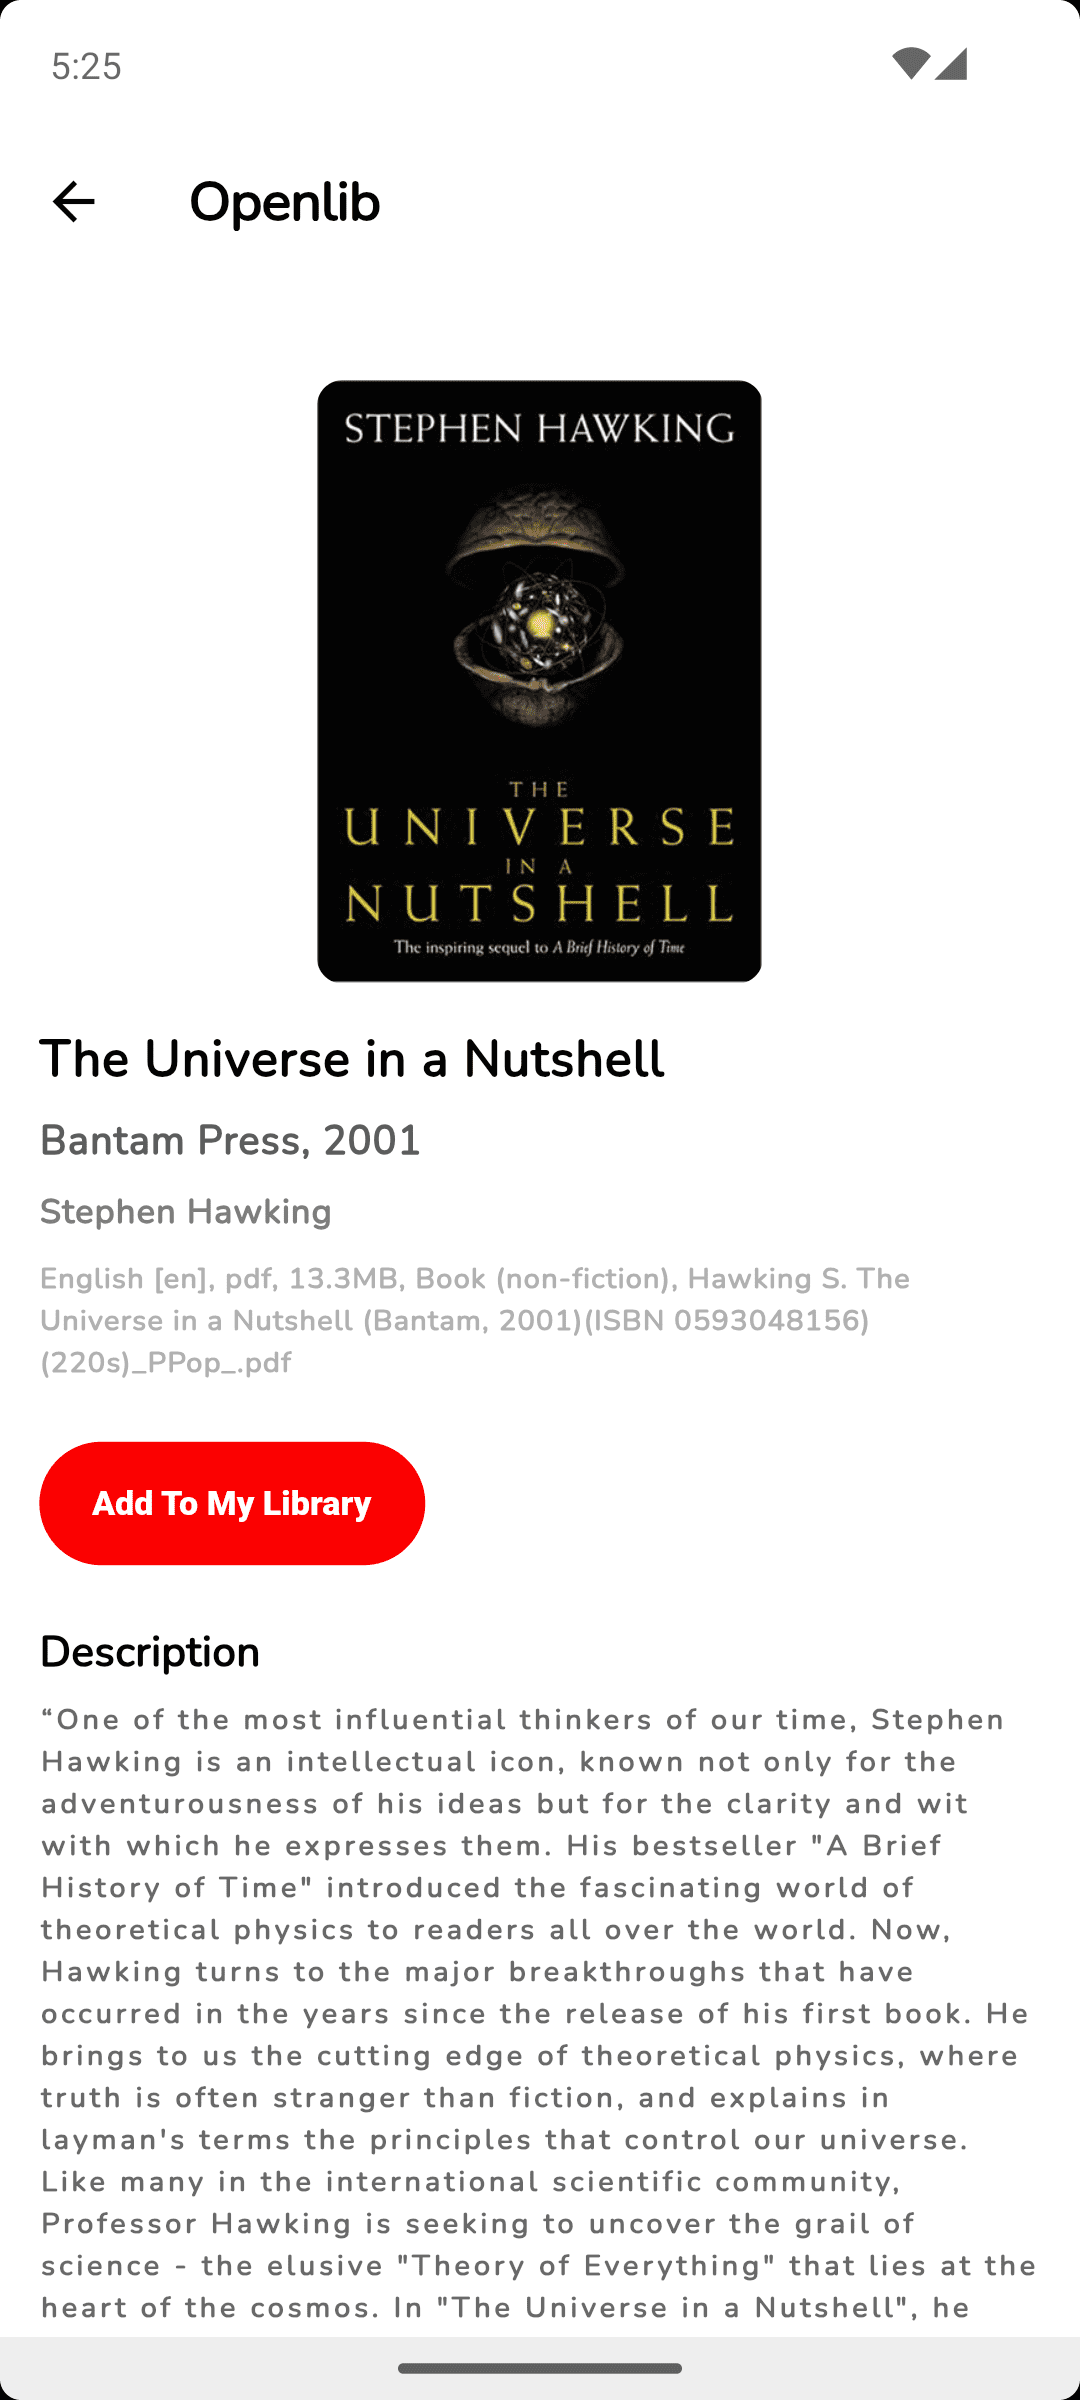 5:25
Openlib
STEPHEN HAWKING
THE
UNIVERSE
IN A
NUTSHELL
The inspiring sequel to A Brief History of Time
The Universe in a Nutshell
Bantam Press, 2001
Stephen Hawking
English [en], pdf, 13.3MB, Book (non-fiction), Hawking S. The
Universe in a Nutshell (Bantam, 2001)(ISBN 0593048156)
(220s)_PPop_.pdf
Add To My Library
Description
“One of the most influential thinkers of our time, Stephen
Hawking is an intellectual icon, known not only for the
adventurousness of his ideas but for the clarity and wit
with which he expresses them. His bestseller "A Brief
History of Time" introduced the fascinating world of
theoretical physics to readers all over the world. Now,
Hawking turns to the major breakthroughs that have
occurred in the years since the release of his first book. He
brings to us the cutting edge of theoretical physics, where
truth is often stranger than fiction, and explains in
layman's terms the principles that control our universe.
Like many in the international scientific community,
Professor Hawking is seeking to uncover the grail of
science - the elusive "Theory of Everything" that lies at the
heart of the cosmos. In "The Universe in a Nutshell", he